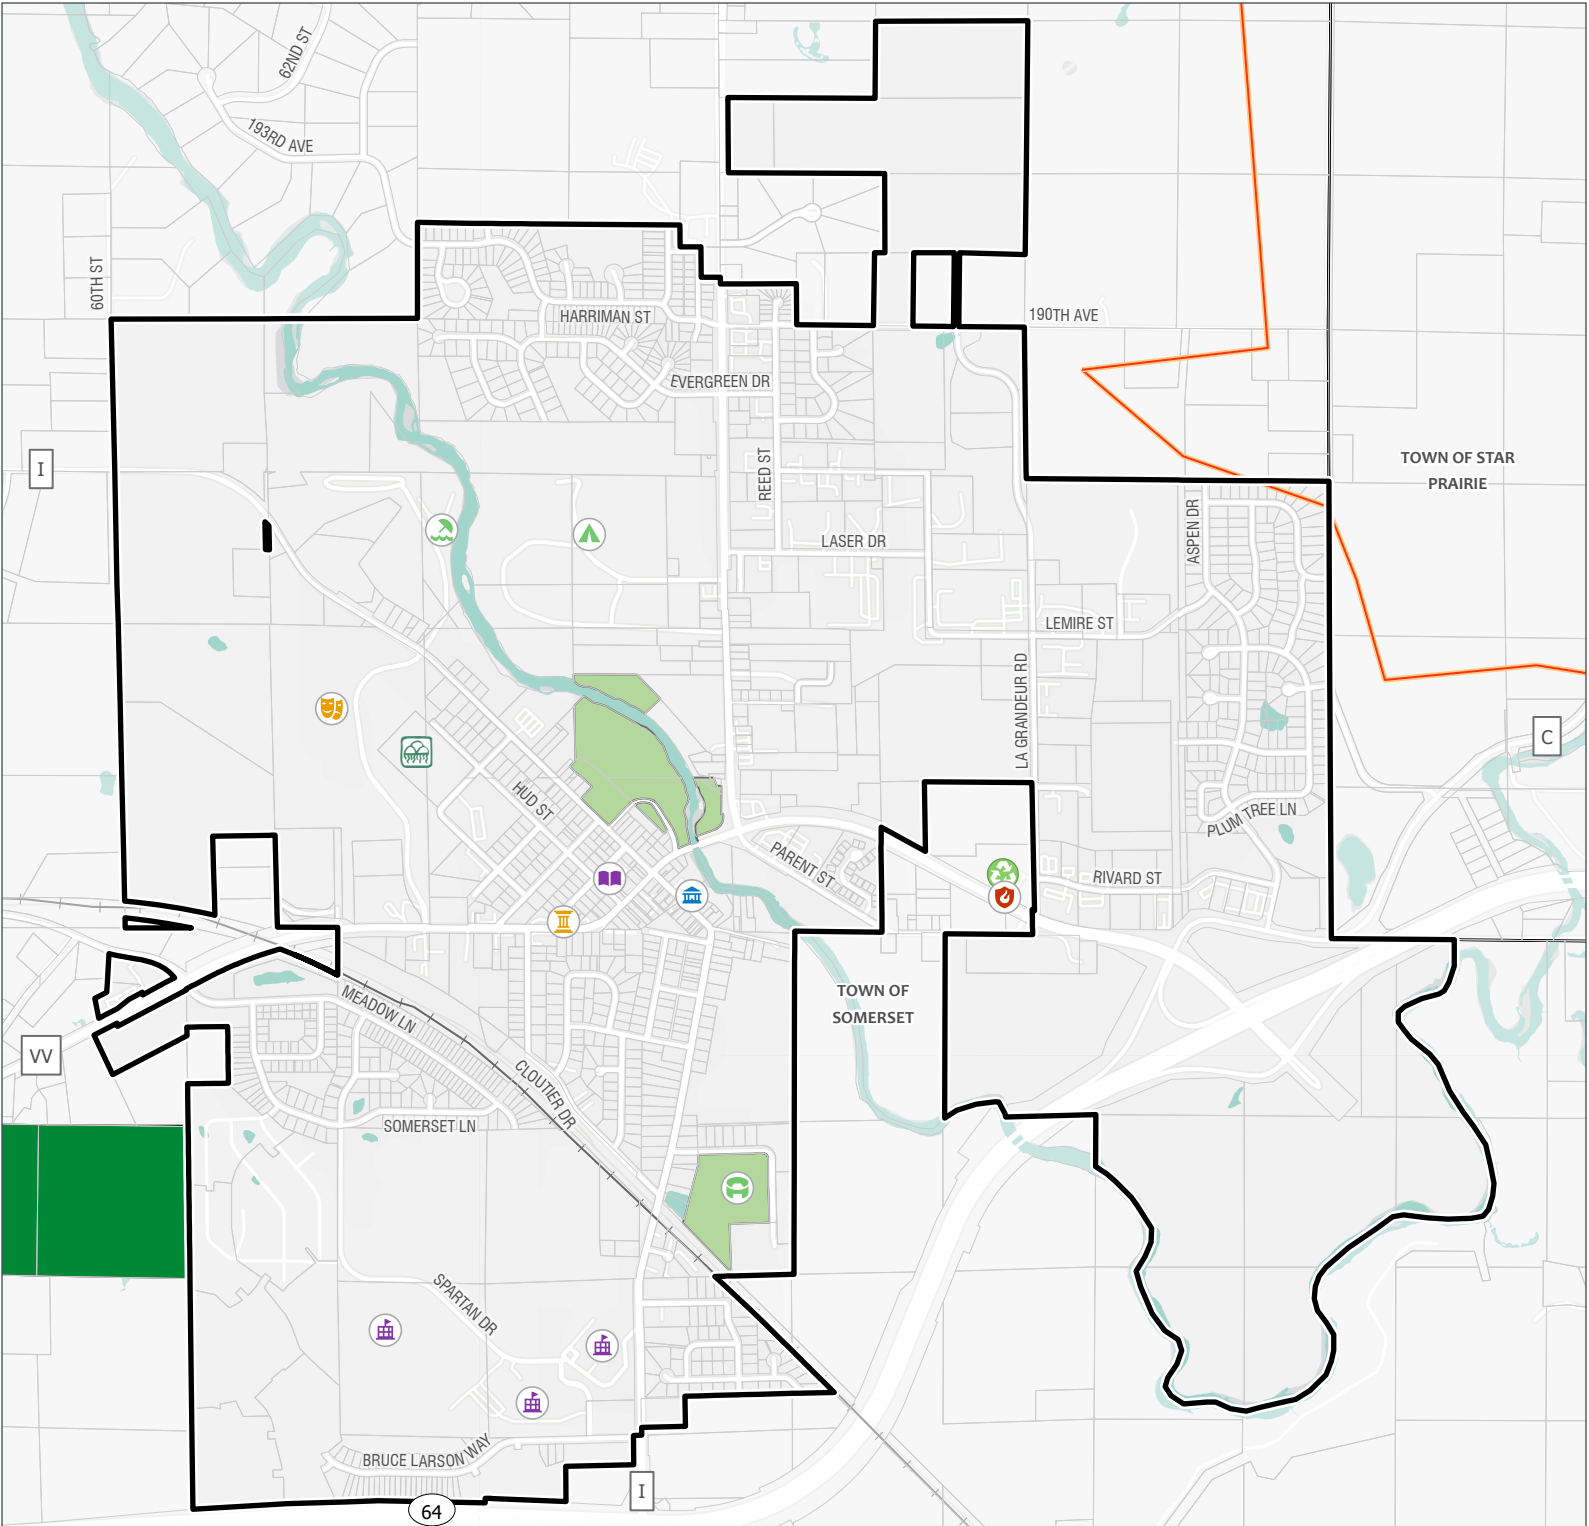 62ND ST
193RD AVE
60TH ST
HARRIMAN ST
190TH AVE
EVERGREEN DR
I
REED ST
TOWN OF STAR
PRAIRIE
ASPEN DR
LASER DR
LEMIRE ST
LA GRANDEUR RD
C
HUD ST
PLUM TREE LN
PARENT ST
RIVARD ST
TOWN OF
SOMERSET
MEADOW LN
VV
CLOUTIER DR
SOMERSET LN
SPARTAN DR
BRUCE LARSON WAY
I
64